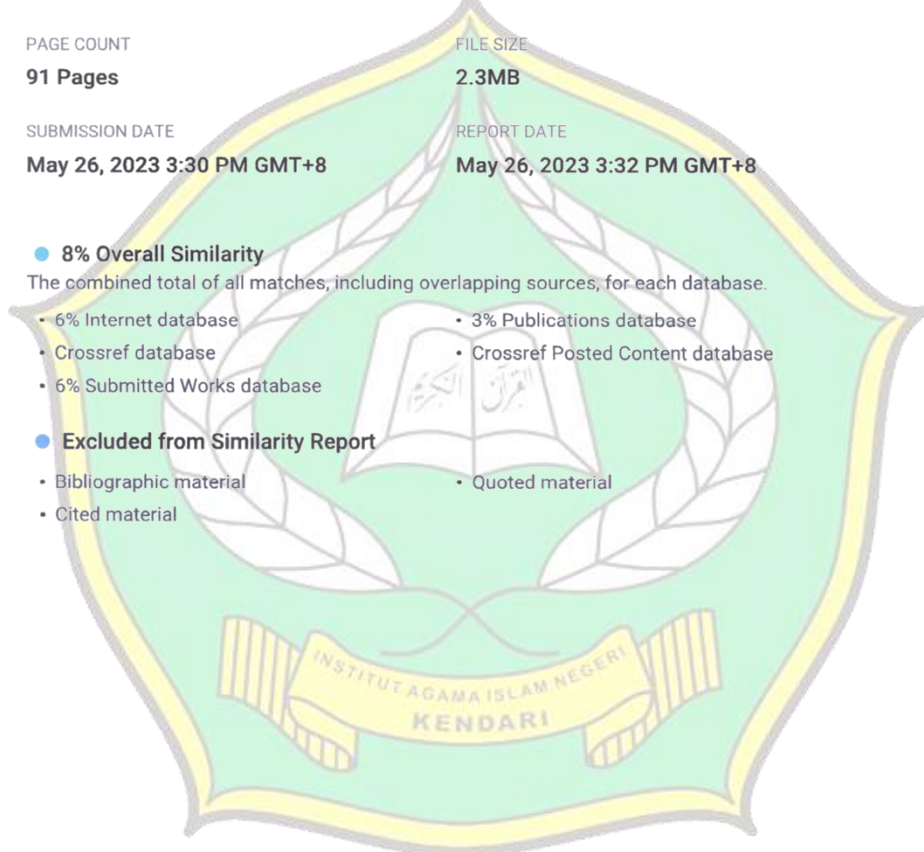 PAGE COUNT
91 Pages
FILE SIZE
2.3MB
SUBMISSION DATE
May 26, 2023 3:30 PM GMT+8
REPORT DATE
May 26, 2023 3:32 PM GMT+8
● 8% Overall Similarity
The combined total of all matches, including overlapping sources, for each database.
• 6% Internet database
• 3% Publications database
• Crossref database
• Crossref Posted Content database
• 6% Submitted Works database
● Excluded from Similarity Report
• Bibliographic material
• Quoted material
• Cited material
القرآن الكريم
INSTITUT AGAMA ISLAM NEGERI
KENDARI